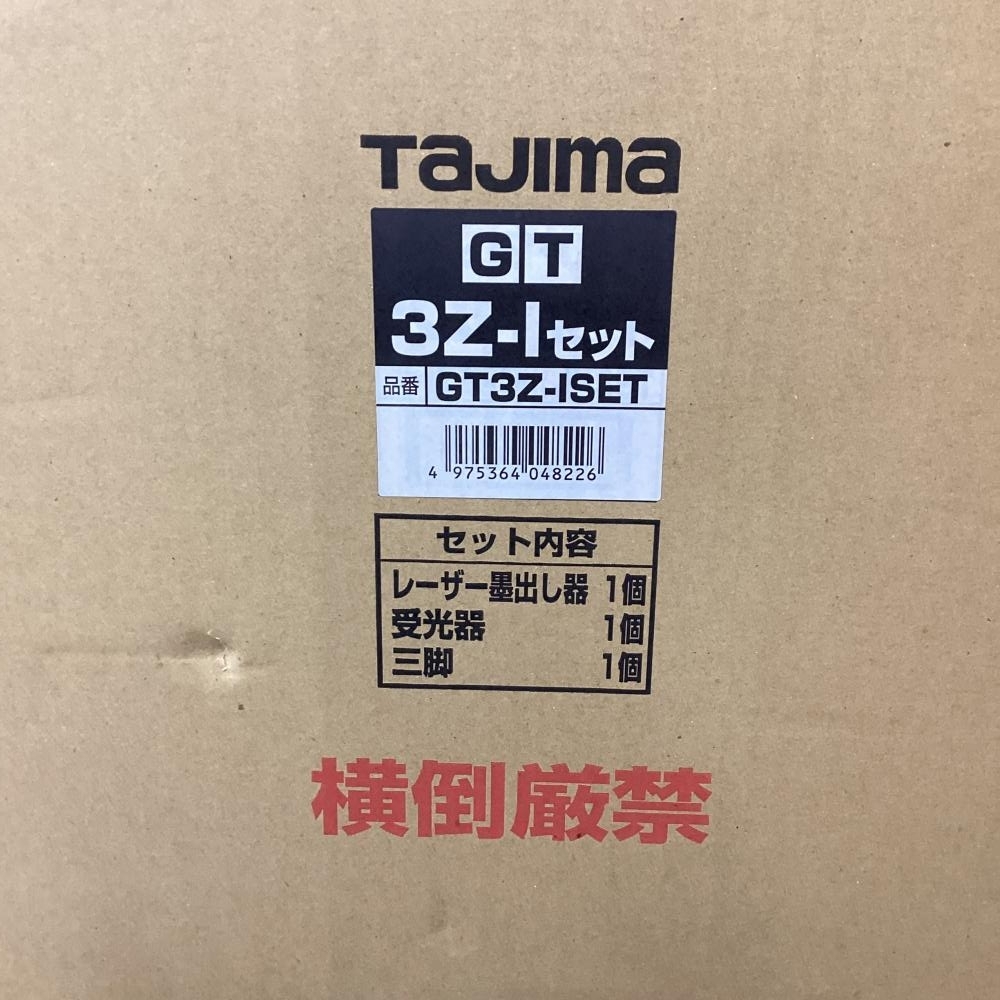 TaJIma
GT
3Z-Iセット
品番 GT3Z-ISET
4 975364 048226
セット内容
レーザー墨出し器 1個
受光器 1個
三脚 1個
横倒厳禁